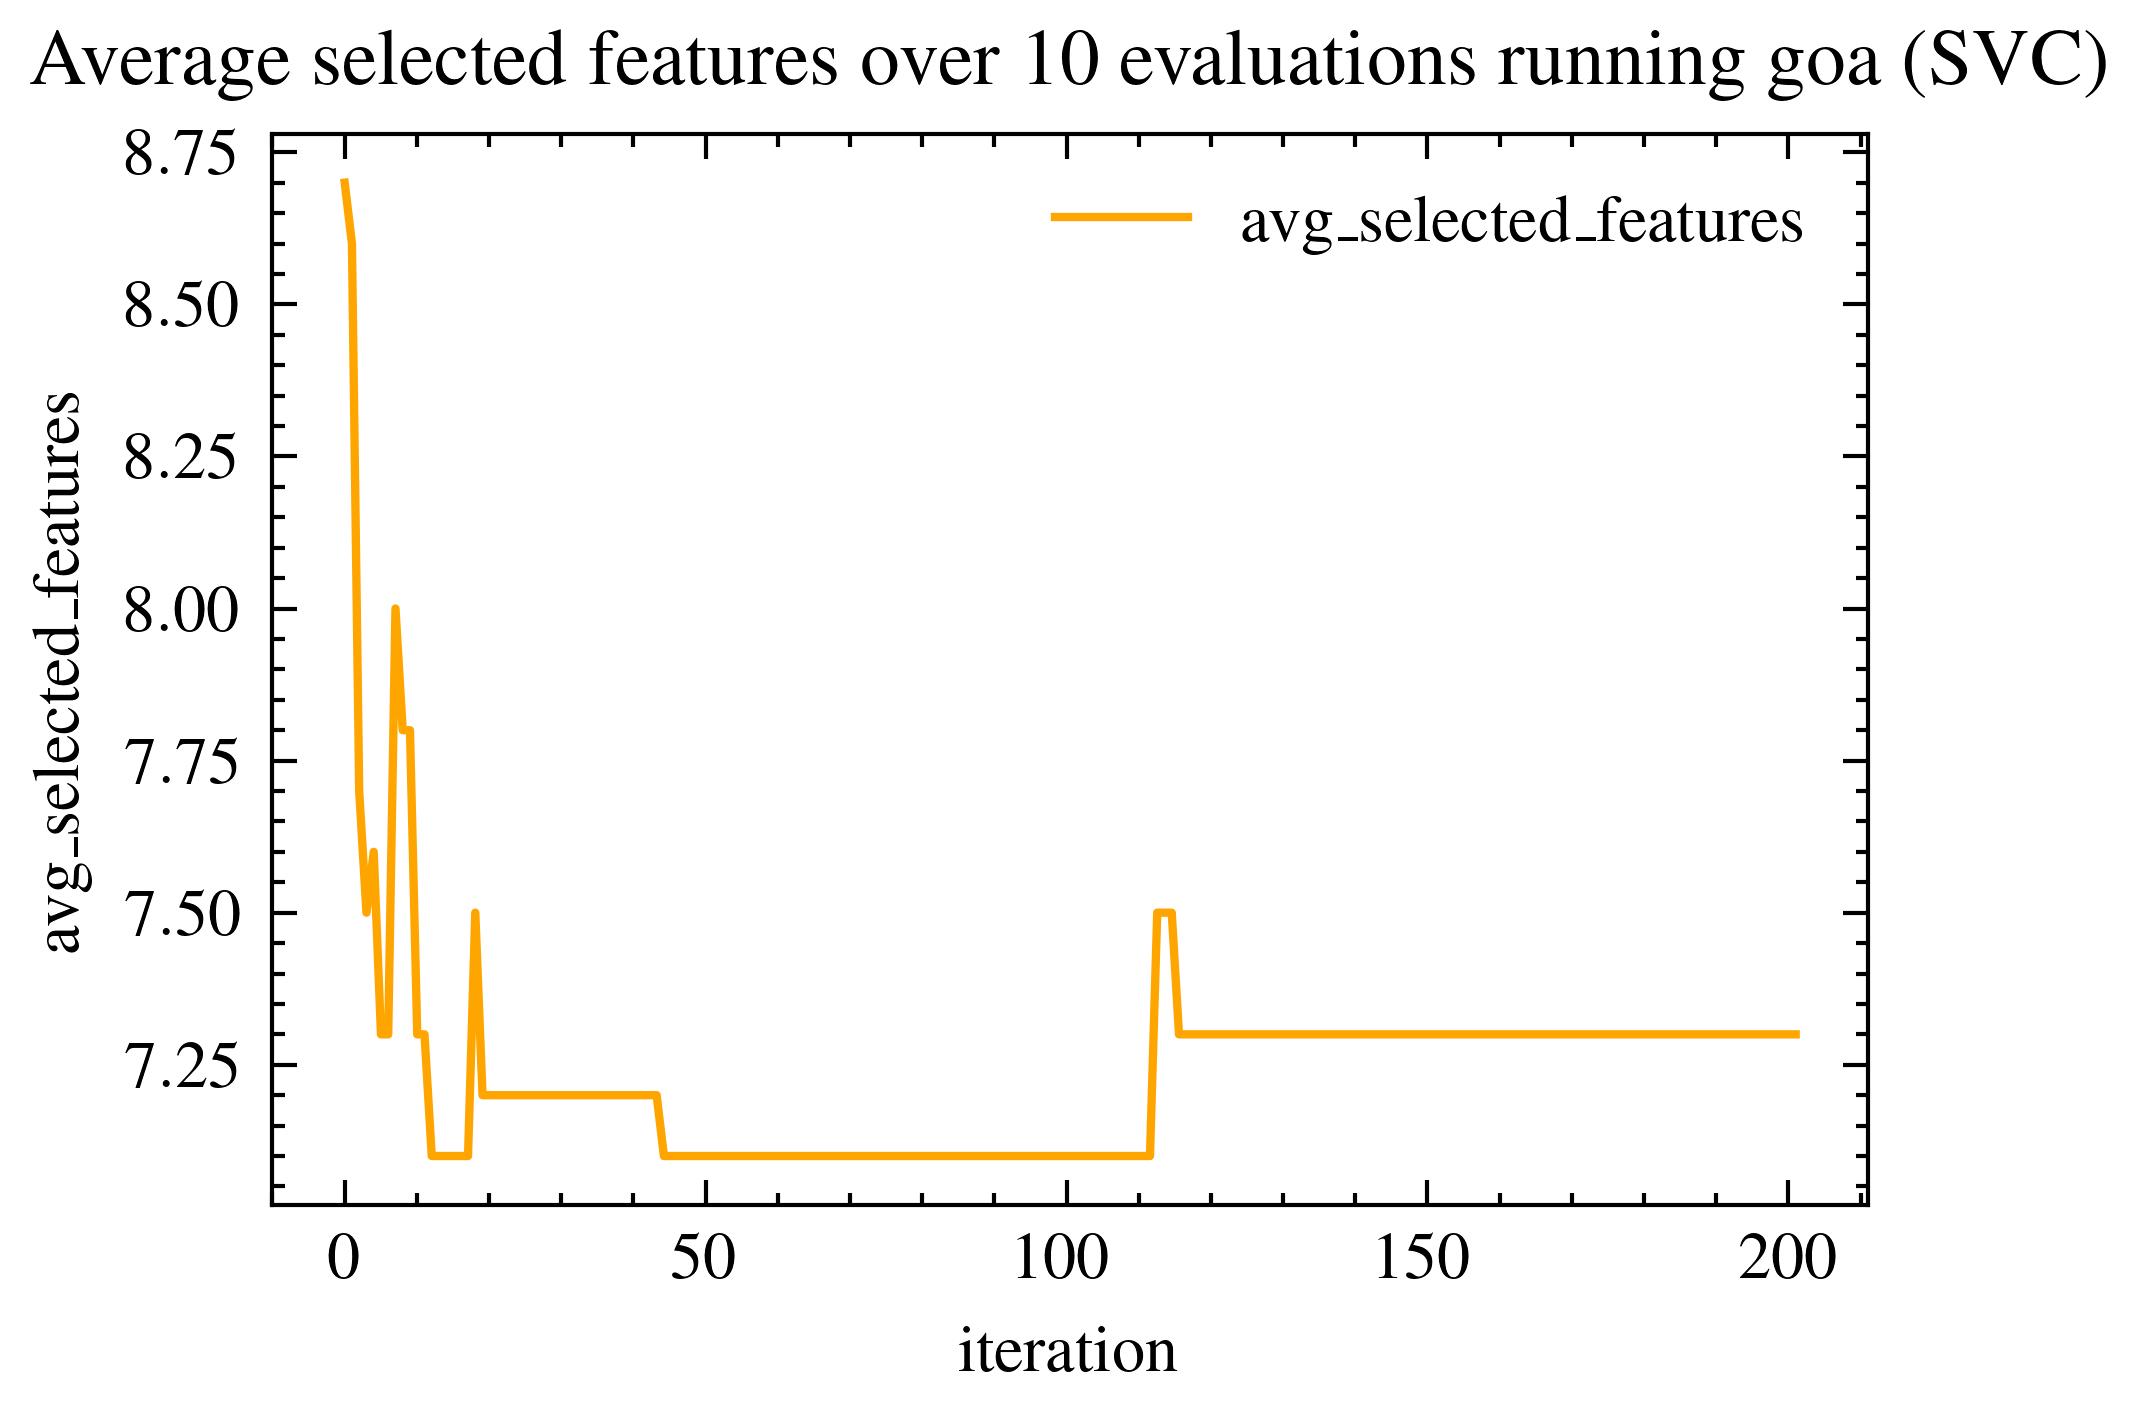 Average selected features over 10 evaluations running goa (SVC)
avg_selected_features
8.75
8.50
8.25
8.00
7.75
7.50
7.25
avg_selected_features
0 50 100 150 200
iteration